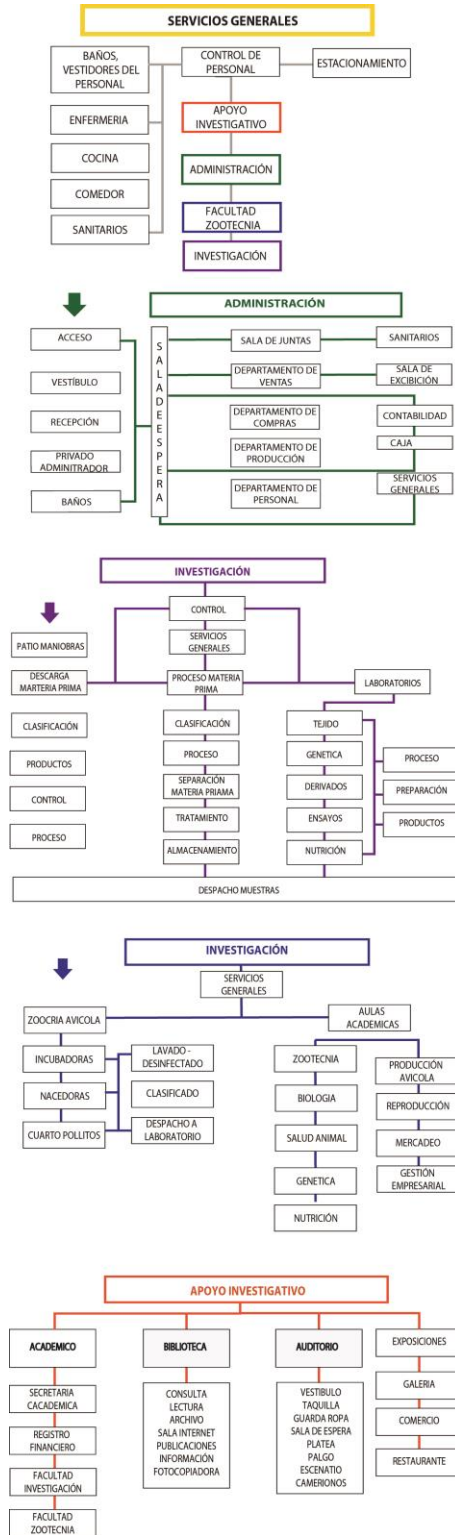 SERVICIOS GENERALES
BAÑOS,
VESTIDORES DEL
PERSONAL
CONTROL DE
PERSONAL
ESTACIONAMIENTO
ENFERMERIA
APOYO
INVESTIGATIVO
COCINA
ADMINISTRACIÓN
COMEDOR
FACULTAD
ZOOTECNIA
SANITARIOS
INVESTIGACIÓN
ADMINISTRACIÓN
ACCESO
VESTÍBULO
RECEPCIÓN
PRIVADO
ADMINITRADOR
BAÑOS
SALADEESPERA
SALA DE JUNTAS
SANITARIOS
DEPARTAMENTO DE
VENTAS
SALA DE
EXCIBICIÓN
DEPARTAMENTO DE
COMPRAS
CONTABILIDAD
DEPARTAMENTO DE
PRODUCCIÓN
CAJA
DEPARTAMENTO DE
PERSONAL
SERVICIOS
GENERALES
INVESTIGACIÓN
CONTROL
SERVICIOS
GENERALES
PATIO MANIOBRAS
DESCARGA
MARTERIA PRIMA
PROCESO MATERIA
PRIMA
LABORATORIOS
CLASIFICACIÓN
PRODUCTOS
CONTROL
PROCESO
CLASIFICACIÓN
PROCESO
SEPARACIÓN
MATERIA PRIAMA
TRATAMIENTO
ALMACENAMIENTO
TEJIDO
GENETICA
DERIVADOS
ENSAYOS
NUTRICIÓN
PROCESO
PREPARACIÓN
PRODUCTOS
DESPACHO MUESTRAS
INVESTIGACIÓN
SERVICIOS
GENERALES
ZOOCRIA AVICOLA
AULAS
ACADEMICAS
INCUBADORAS
NACEDORAS
CUARTO POLLITOS
LAVADO -
DESINFECTADO
CLASIFICADO
DESPACHO A
LABORATORIO
ZOOTECNIA
BIOLOGIA
SALUD ANIMAL
GENETICA
NUTRICIÓN
PRODUCCIÓN
AVICOLA
REPRODUCCIÓN
MERCADEO
GESTIÓN
EMPRESARIAL
APOYO INVESTIGATIVO
ACADEMICO
SECRETARIA
CACADEMICA
REGISTRO
FINANCIERO
FACULTAD
INVESTIGACIÓN
FACULTAD
ZOOTECNIA
BIBLIOTECA
CONSULTA
LECTURA
ARCHIVO
SALA INTERNET
PUBLICACIONES
INFORMACIÓN
FOTOCOPIADORA
AUDITORIO
VESTIBULO
TAQUILLA
GUARDA ROPA
SALA DE ESPERA
PLATEA
PALGO
ESCENATIO
CAMERIONOS
EXPOSICIONES
GALERIA
COMERCIO
RESTAURANTE